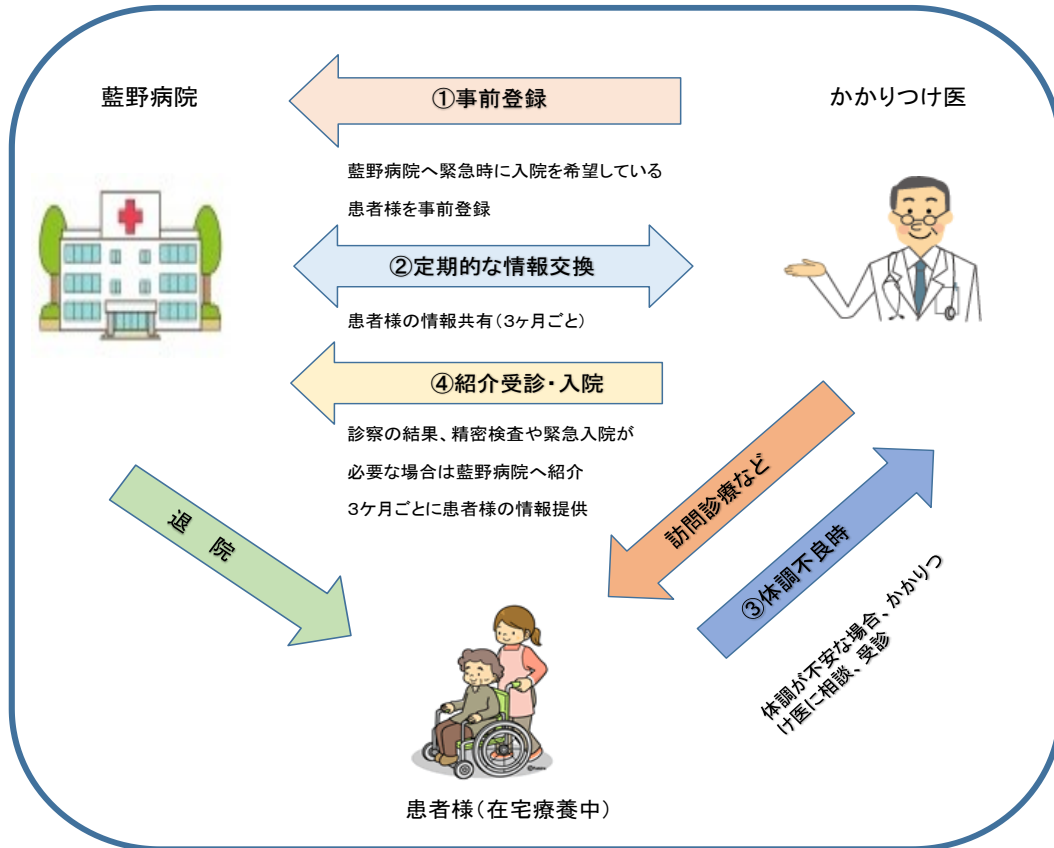 藍野病院
①事前登録
かかりつけ医
藍野病院へ緊急時に入院を希望している
患者様を事前登録
②定期的な情報交換
患者様の情報共有(3ヶ月ごと)
④紹介受診・入院
診察の結果、精密検査や緊急入院が
必要な場合は藍野病院へ紹介
3ケ月ごとに患者様の情報提供
退 院
訪問診療など
③体調不良時
体調が不安な場合、かかりつ
け医に相談、受診
患者様(在宅療養中)